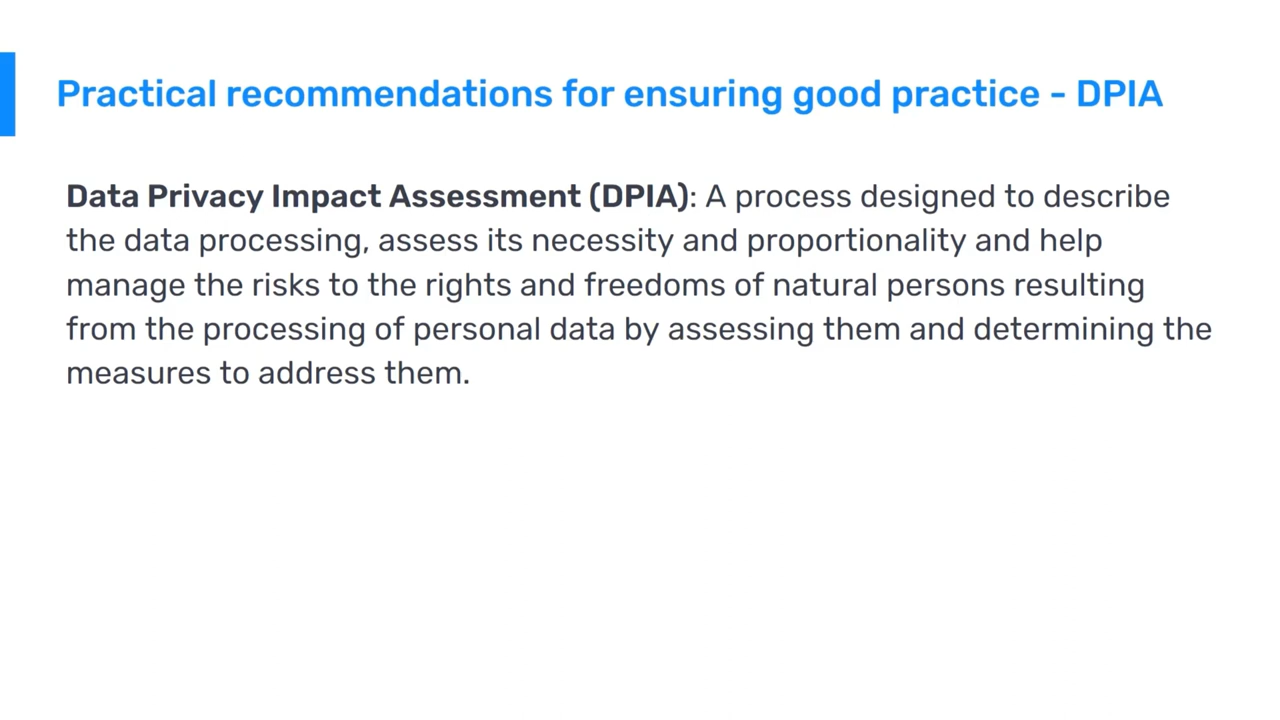 Practical recommendations for ensuring good practice - DPIA
Data Privacy Impact Assessment (DPIA): A process designed to describe
the data processing, assess its necessity and proportionality and help
manage the risks to the rights and freedoms of natural persons resulting
from the processing of personal data by assessing them and determining the
measures to address them.